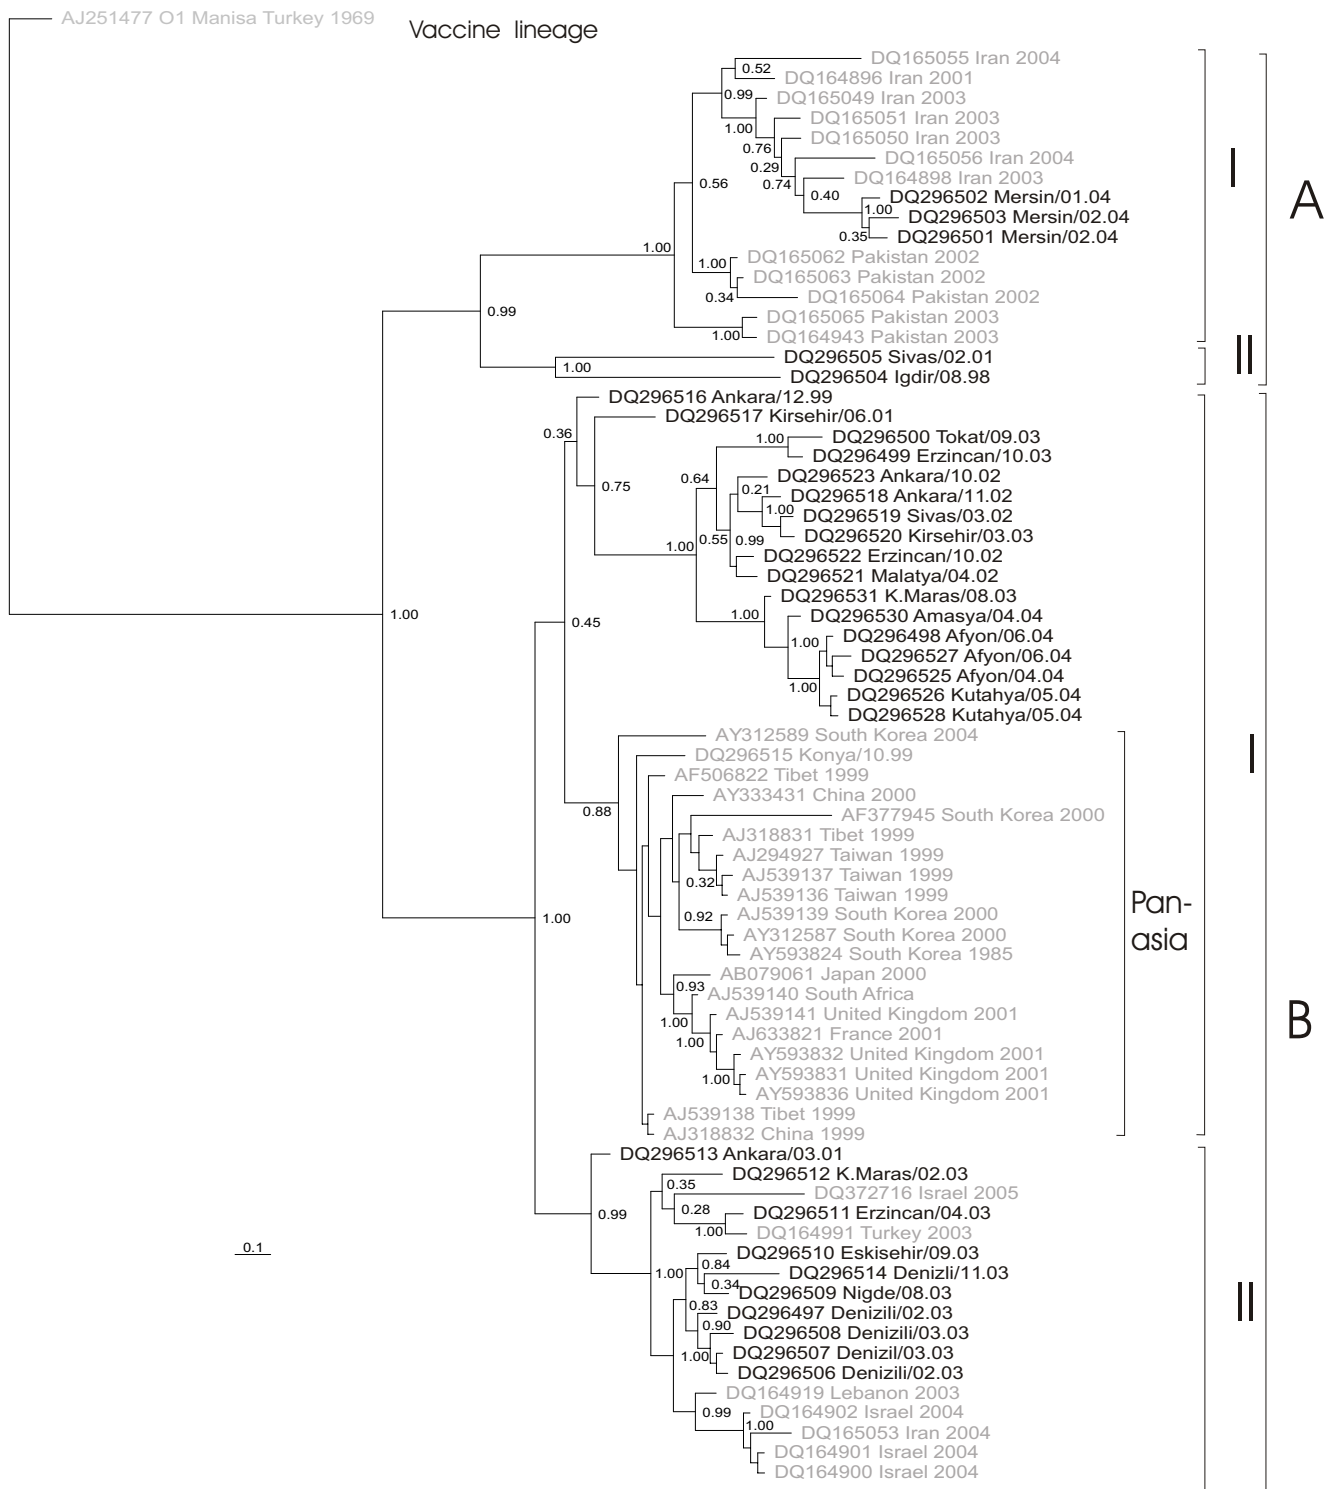 AJ251477 O1 Manisa Turkey 1969
Vaccine lineage
DQ165055 Iran 2004
0.52
DQ164896 Iran 2001
0.99
DQ165049 Iran 2003
1.00
DQ165051 Iran 2003
0.76
DQ165050 Iran 2003
0.29
DQ165056 Iran 2004
0.74
DQ164898 Iran 2003
0.56
0.40
DQ296502 Mersin/01.04
1.00
DQ296503 Mersin/02.04
0.35
DQ296501 Mersin/02.04
I
A
1.00
1.00
DQ165062 Pakistan 2002
DQ165063 Pakistan 2002
0.34
DQ165064 Pakistan 2002
0.99
DQ165065 Pakistan 2003
1.00
DQ164943 Pakistan 2003
II
DQ296505 Sivas/02.01
1.00
DQ296504 Igdir/08.98
DQ296516 Ankara/12.99
DQ296517 Kirsehir/06.01
0.36
1.00
DQ296500 Tokat/09.03
DQ296499 Erzincan/10.03
0.64
DQ296523 Ankara/10.02
0.75
0.21
DQ296518 Ankara/11.02
1.00
DQ296519 Sivas/03.02
0.55
0.99
DQ296520 Kirsehir/03.03
1.00
DQ296522 Erzincan/10.02
DQ296521 Malatya/04.02
DQ296531 K.Maras/08.03
1.00
1.00
DQ296530 Amasya/04.04
0.45
1.00
DQ296498 Afyon/06.04
DQ296527 Afyon/06.04
DQ296525 Afyon/04.04
1.00
DQ296526 Kutahya/05.04
DQ296528 Kutahya/05.04
AY312589 South Korea 2004
I
DQ296515 Konya/10.99
AF506822 Tibet 1999
AY333431 China 2000
0.88
AF377945 South Korea 2000
AJ318831 Tibet 1999
AJ294927 Taiwan 1999
0.32
AJ539137 Taiwan 1999
AJ539136 Taiwan 1999
Pan-
asia
1.00
0.92
AJ539139 South Korea 2000
AY312587 South Korea 2000
AY593824 South Korea 1985
AB079061 Japan 2000
0.93
AJ539140 South Africa
1.00
AJ539141 United Kingdom 2001
B
1.00
AJ633821 France 2001
AY593832 United Kingdom 2001
1.00
AY593831 United Kingdom 2001
AY593836 United Kingdom 2001
AJ539138 Tibet 1999
AJ318832 China 1999
DQ296513 Ankara/03.01
DQ296512 K.Maras/02.03
0.35
DQ372716 Israel 2005
0.99
0.28
DQ296511 Erzincan/04.03
1.00
DQ164991 Turkey 2003
0.1
DQ296510 Eskisehir/09.03
0.84
1.00
DQ296514 Denizli/11.03
0.34
DQ296509 Nigde/08.03
II
0.83
DQ296497 Denizili/02.03
0.90
DQ296508 Denizili/03.03
1.00
DQ296507 Denizil/03.03
DQ296506 Denizili/02.03
DQ164919 Lebanon 2003
0.99
DQ164902 Israel 2004
1.00
DQ165053 Iran 2004
DQ164901 Israel 2004
DQ164900 Israel 2004